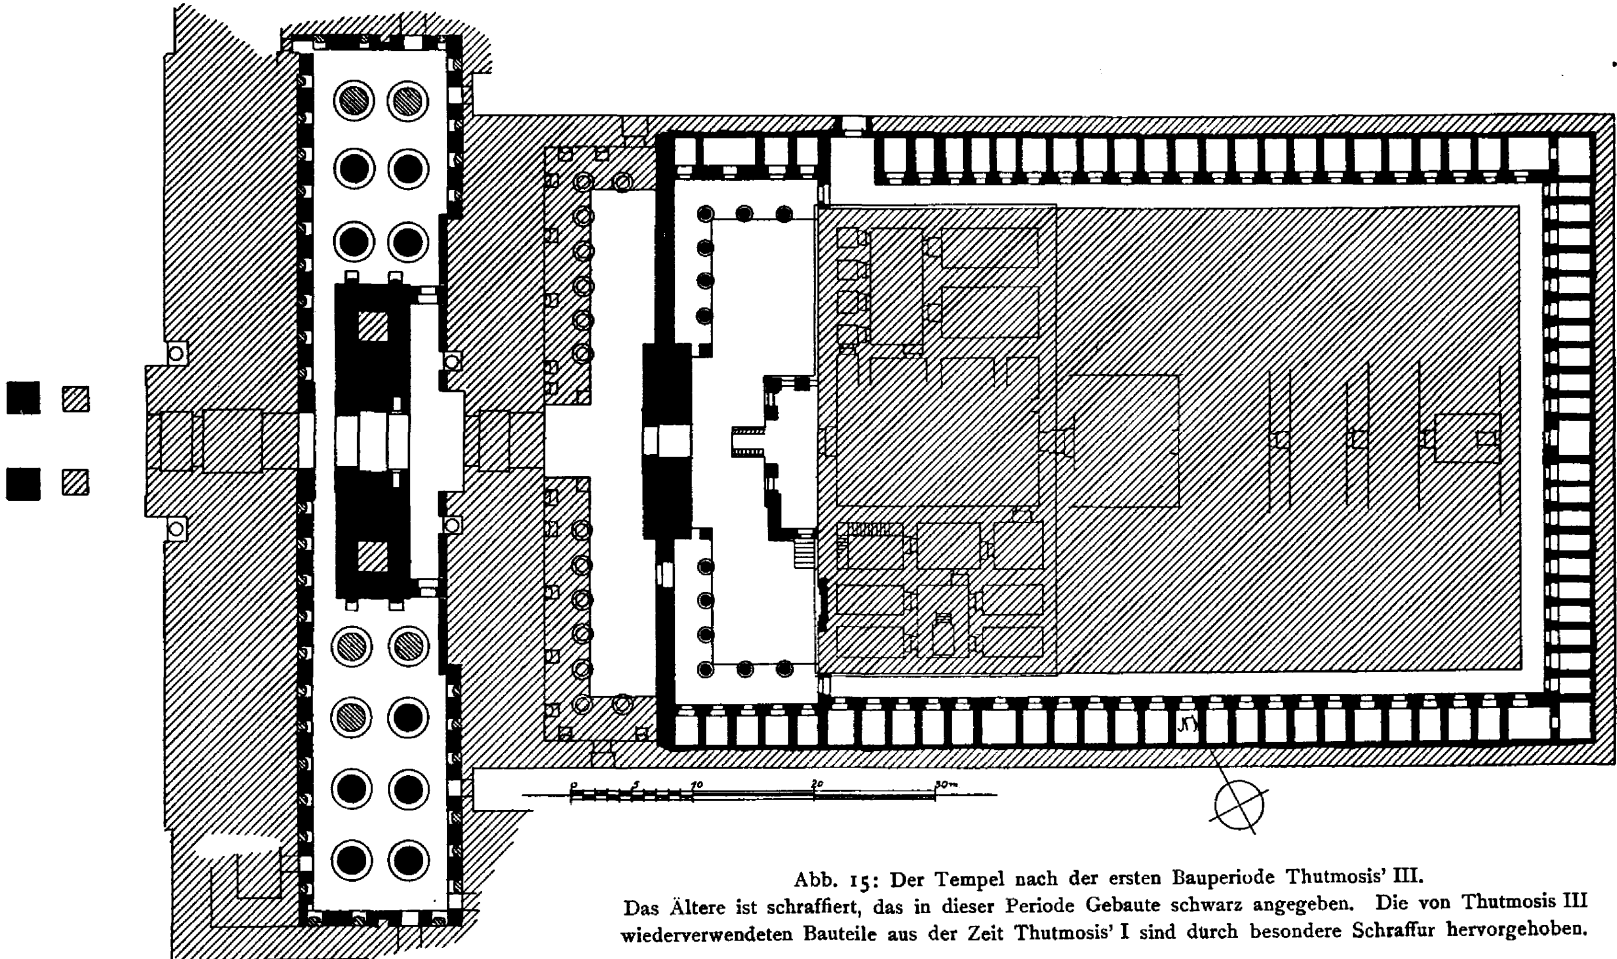 0 5 10 20 30m
N
Abb. 15: Der Tempel nach der ersten Bauperiode Thutmosis' III.
Das Ältere ist schraffiert, das in dieser Periode Gebaute schwarz angegeben. Die von Thutmosis III
wiederverwendeten Bauteile aus der Zeit Thutmosis' I sind durch besondere Schraffur hervorgehoben.